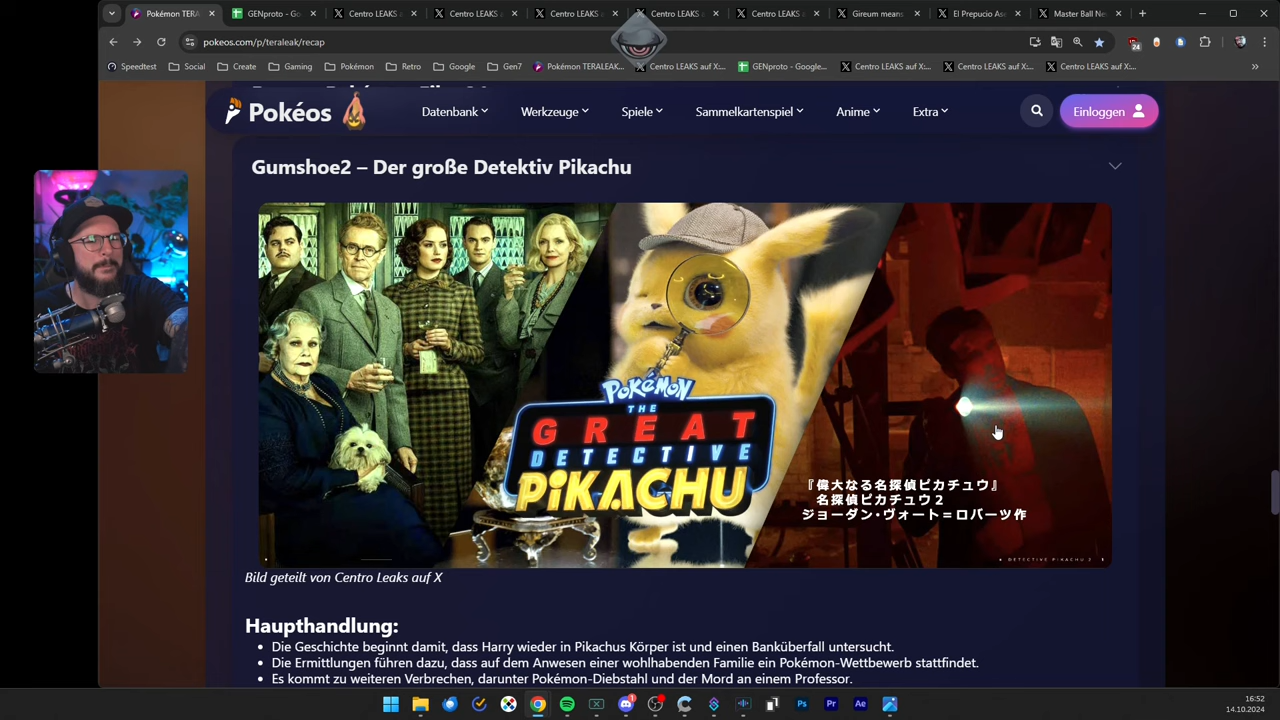 Pokémon TERA
GENproto - Go
Centro LEAKS a
Centro LEAKS a
Centro LEAKS a
Centro LEAKS a
Centro LEAKS a
Gireum means
El Prepucio Ase
Master Ball Ne
pokeos.com/p/teraleak/recap
24
Speedtest
Social
Create
Gaming
Pokémon
Retro
Google
Gen7
Pokémon TERALEAK...
Centro LEAKS auf X:...
GENproto - Google...
Centro LEAKS auf X:...
Centro LEAKS auf X:...
Centro LEAKS auf X:...
Pokéos
Datenbank
Werkzeuge
Spiele
Sammelkartenspiel
Anime
Extra
Einloggen
Gumshoe2 – Der große Detektiv Pikachu
POKÉMON
THE
GREAT
DETECTIVE
PIKACHU
『偉大なる名探偵ピカチュウ』
名探偵ピカチュウ2
ジョーダン・ヴォート＝ロバーツ作
DETECTIVE PIKACHU 2
Bild geteilt von Centro Leaks auf X
Haupthandlung:
• Die Geschichte beginnt damit, dass Harry wieder in Pikachus Körper ist und einen Banküberfall untersucht.
• Die Ermittlungen führen dazu, dass auf dem Anwesen einer wohlhabenden Familie ein Pokémon-Wettbewerb stattfindet.
• Es kommt zu weiteren Verbrechen, darunter Pokémon-Diebstahl und der Mord an einem Professor.
1
Ps
Pr
Ae
16:52
14.10.2024